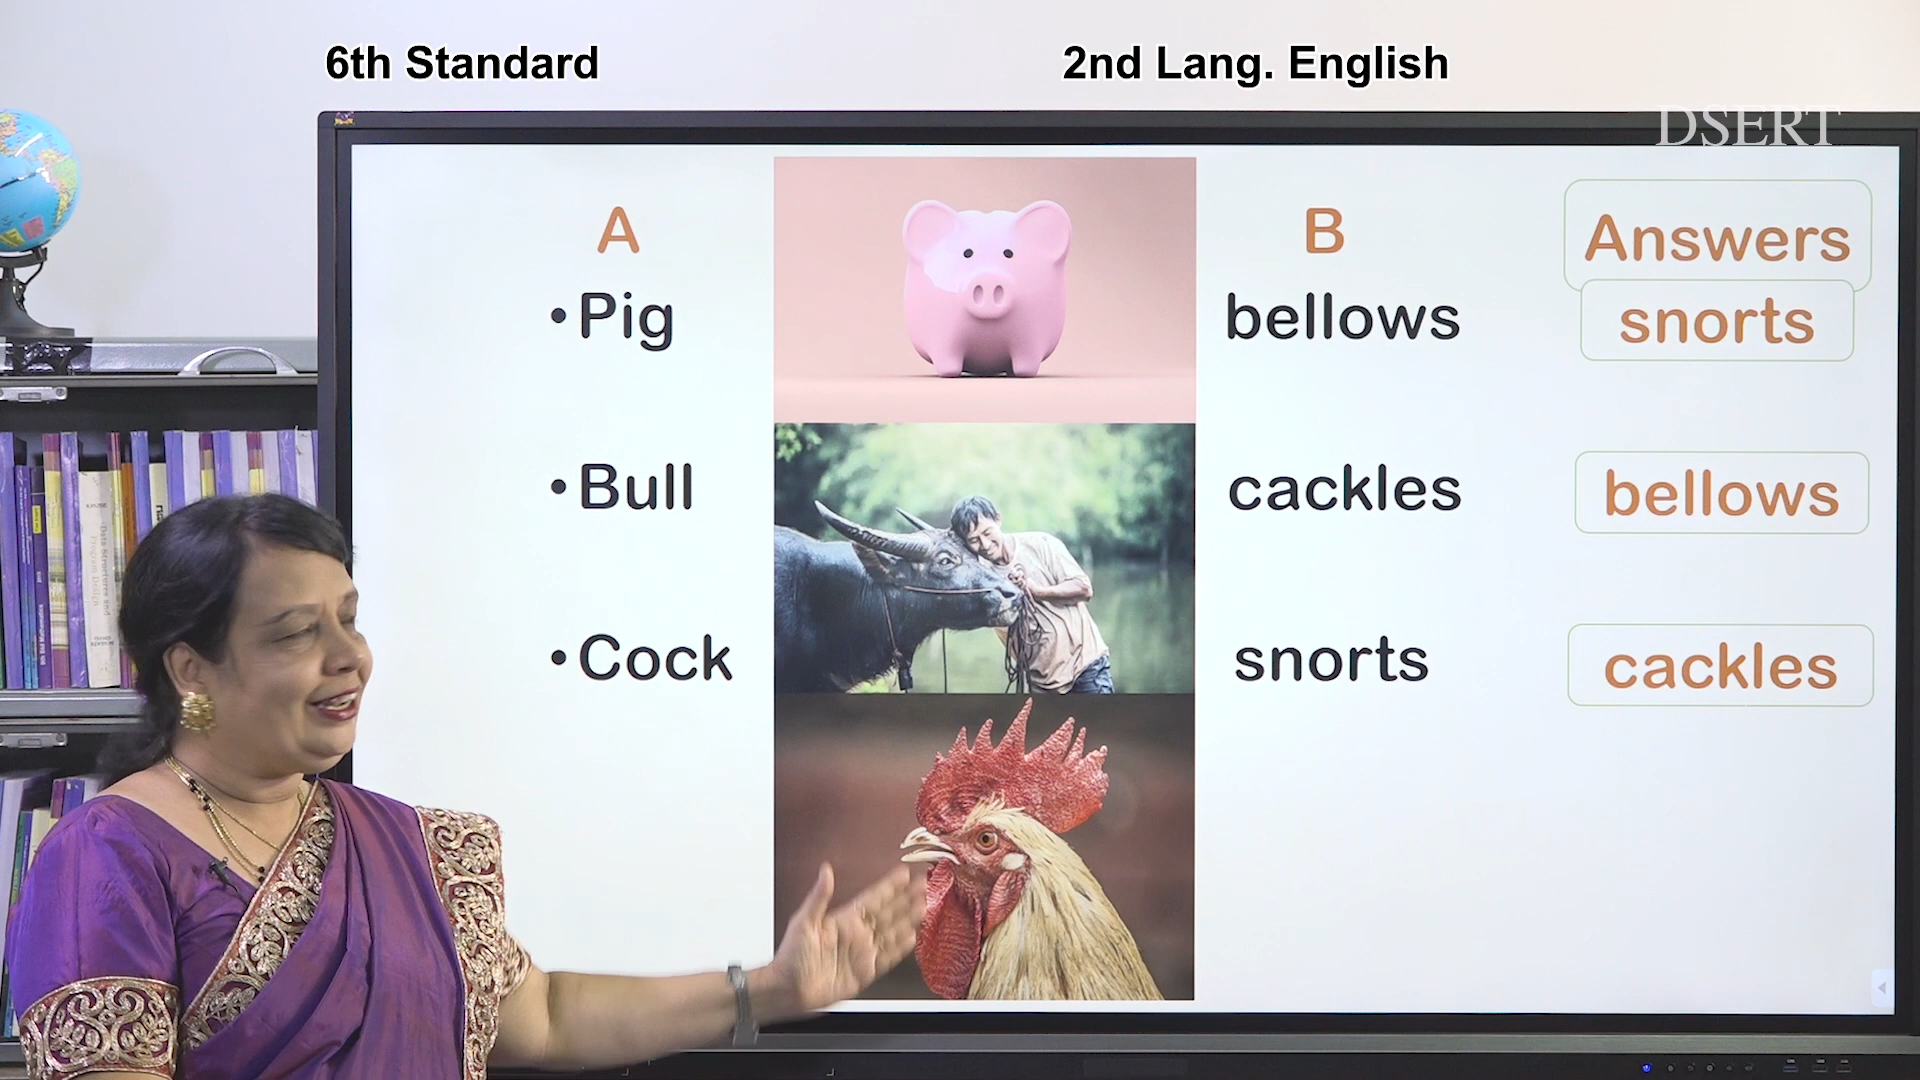 6th Standard 2nd Lang. English
DSERT
A B Answers
• Pig bellows snorts
• Bull cackles bellows
• Cock snorts cackles